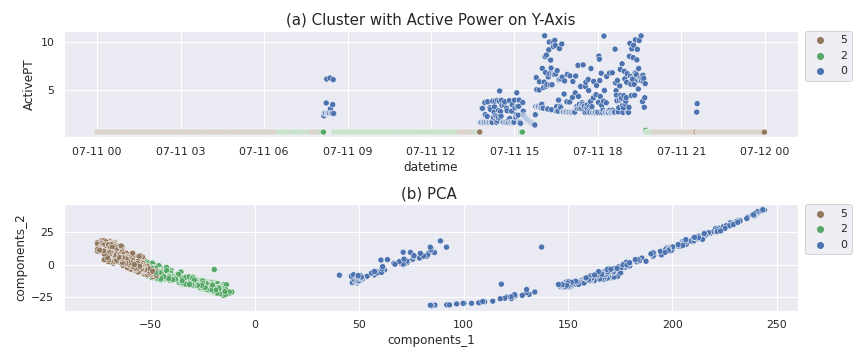 (a) Cluster with Active Power on Y-Axis
10
5
ActivePT
07-11 00 07-11 03 07-11 06 07-11 09 07-11 12 07-11 15 07-11 18 07-11 21 07-12 00
datetime
5
2
0
(b) PCA
25
0
−25
components_2
−50 0 50 100 150 200 250
components_1
5
2
0